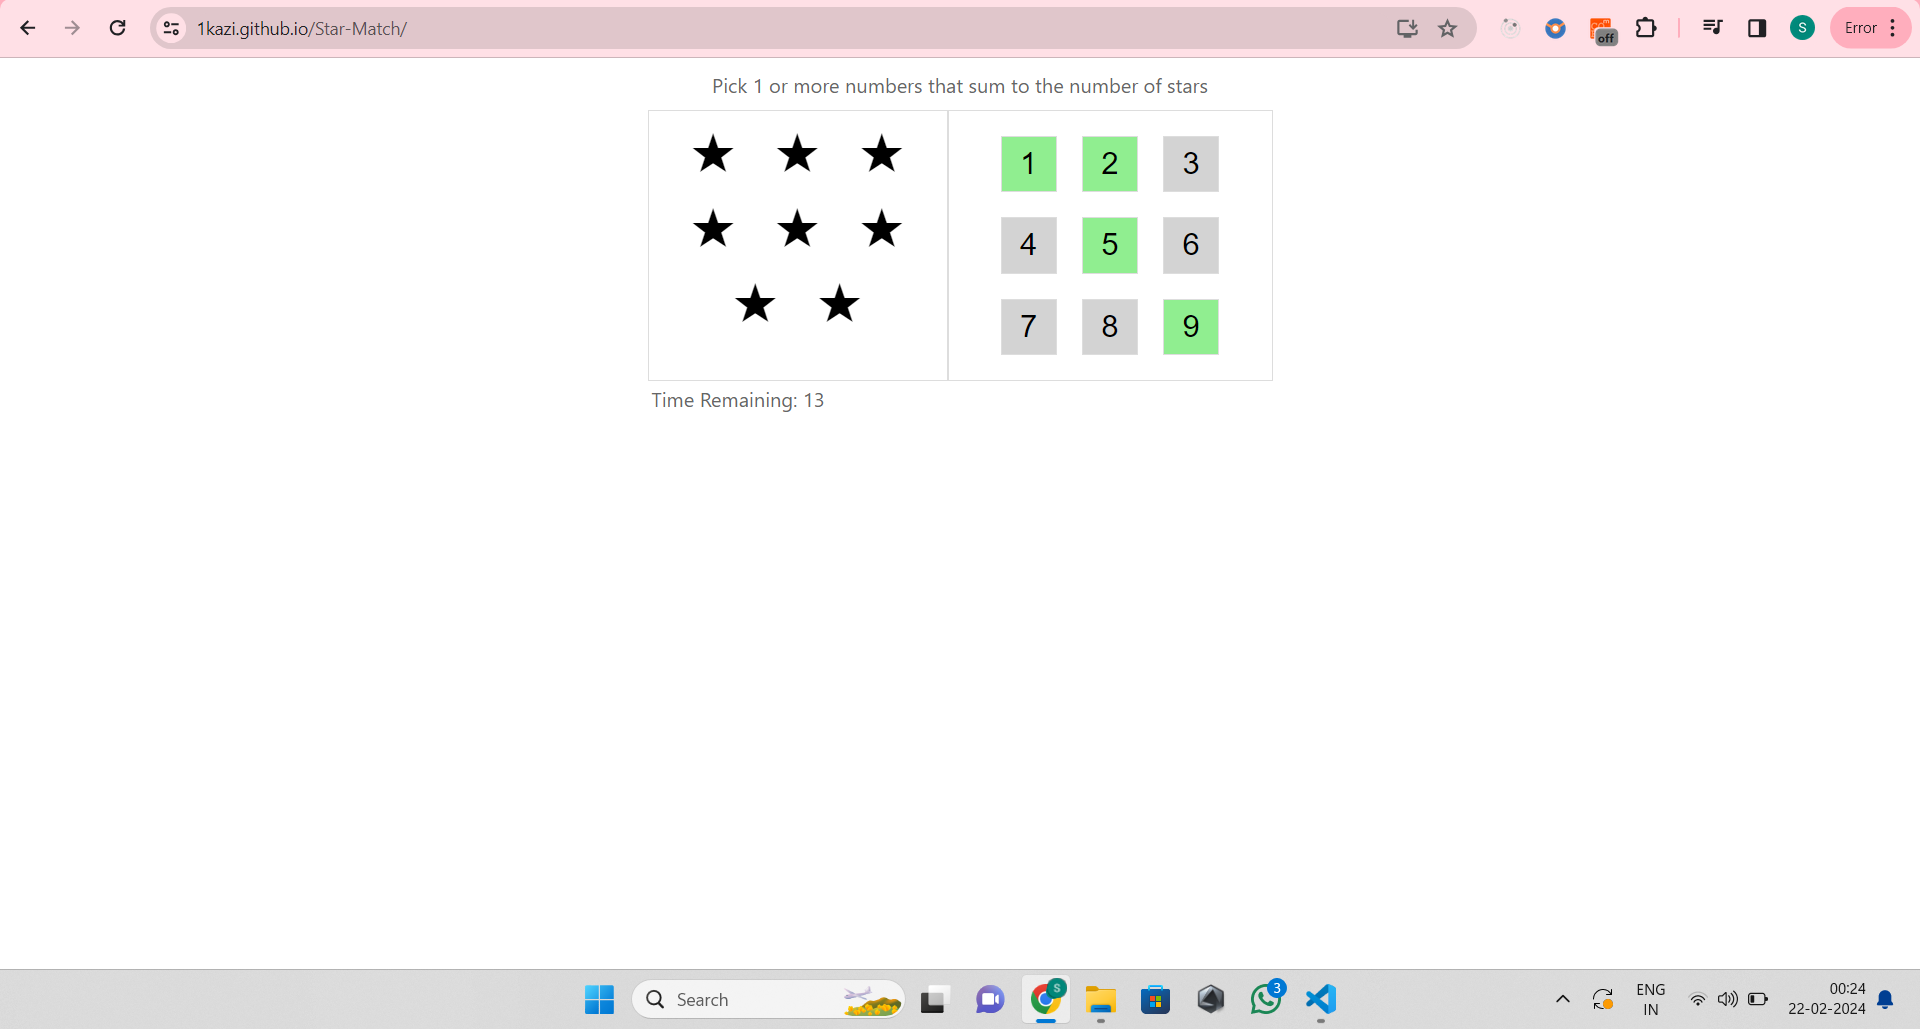 1kazi.github.io/Star-Match/
off
S
Error
Pick 1 or more numbers that sum to the number of stars
1 2 3
4 5 6
7 8 9
Time Remaining: 13
Search
S
3
ENG
IN
00:24
22-02-2024